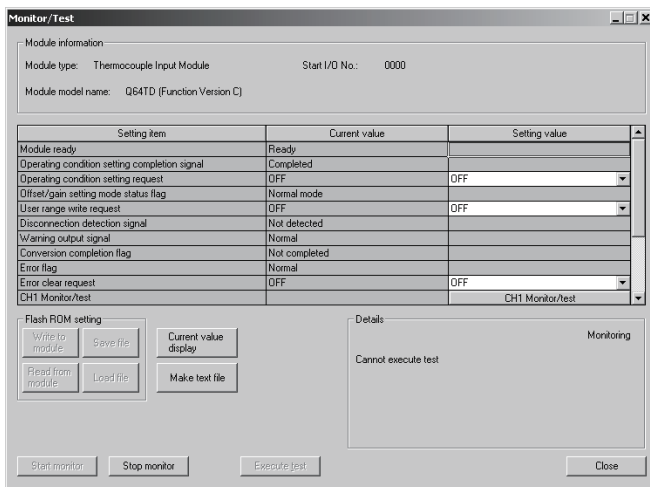 Monitor/Test
Module information
Module type: Thermocouple Input Module Start I/O No.: 0000
Module model name: Q64TD (Function Version C)
Setting item Current value Setting value
Module ready Ready
Operating condition setting completion signal Completed
Operating condition setting request OFF OFF
Offset/gain setting mode status flag Normal mode
User range write request OFF OFF
Disconnection detection signal Not detected
Warning output signal Normal
Conversion completion flag Not completed
Error flag Normal
Error clear request OFF OFF
CH1 Monitor/test CH1 Monitor/test
Flash ROM setting
Write to
module
Save file
Current value
display
Read from
module
Load file
Make text file
Details
Monitoring
Cannot execute test
Start monitor Stop monitor Execute test Close